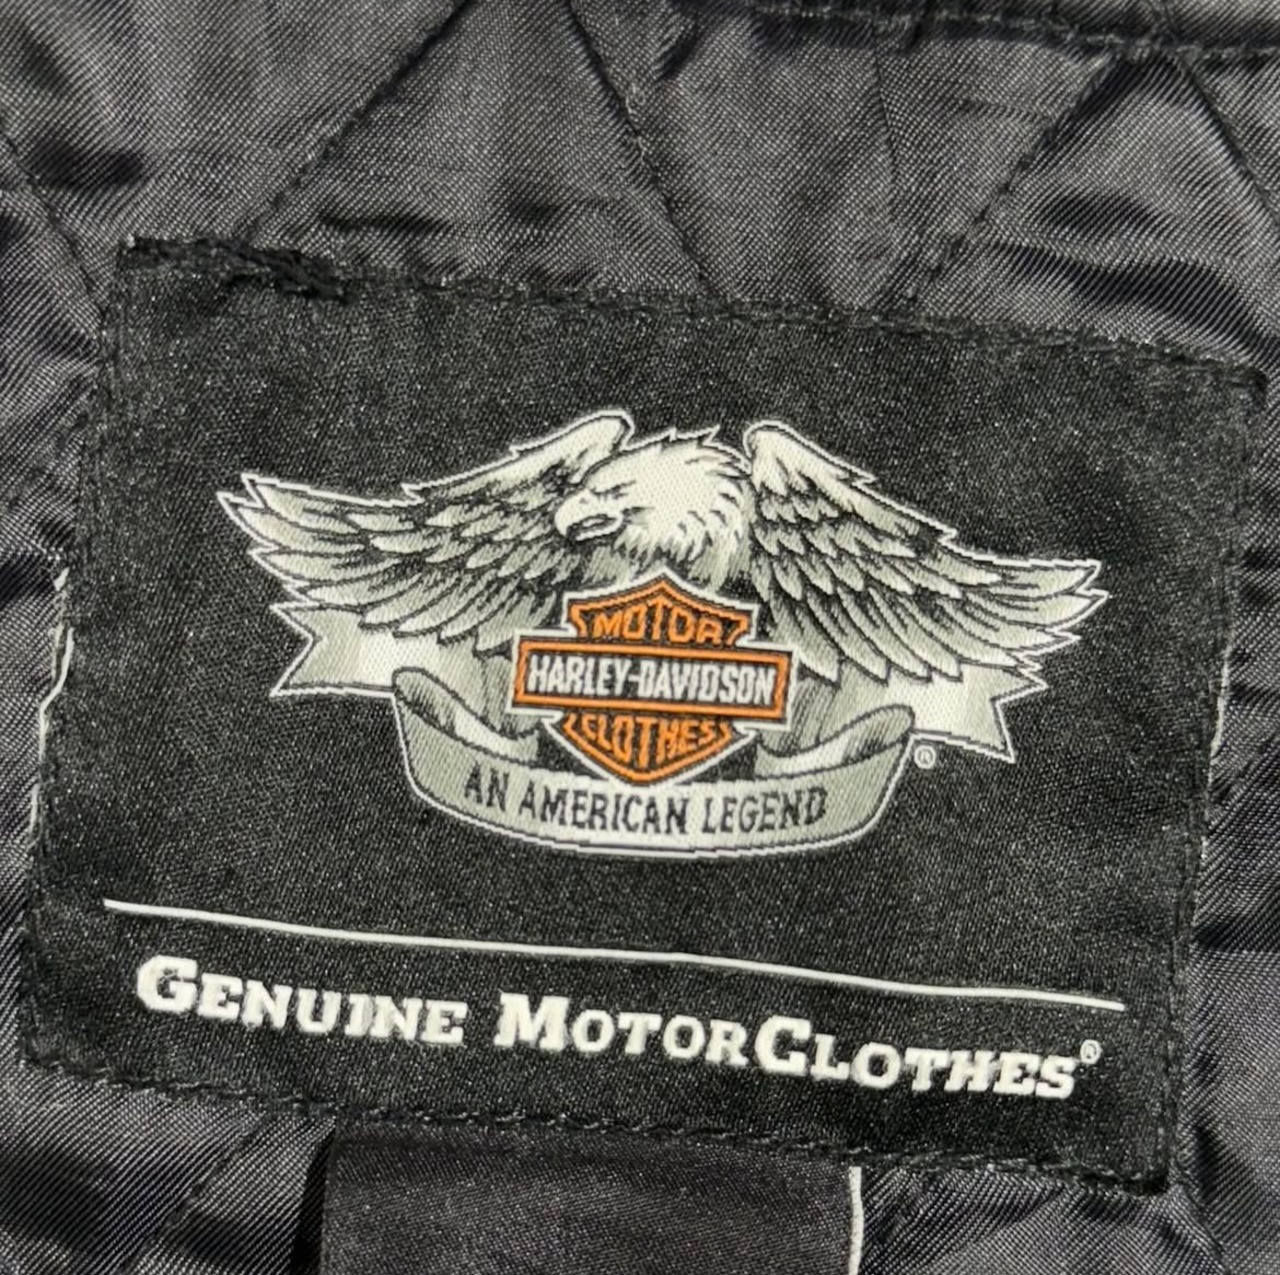 MOTOR
HARLEY-DAVIDSON
CLOTHES
®
AN AMERICAN LEGEND
GENUINE MOTORCLOTHES®